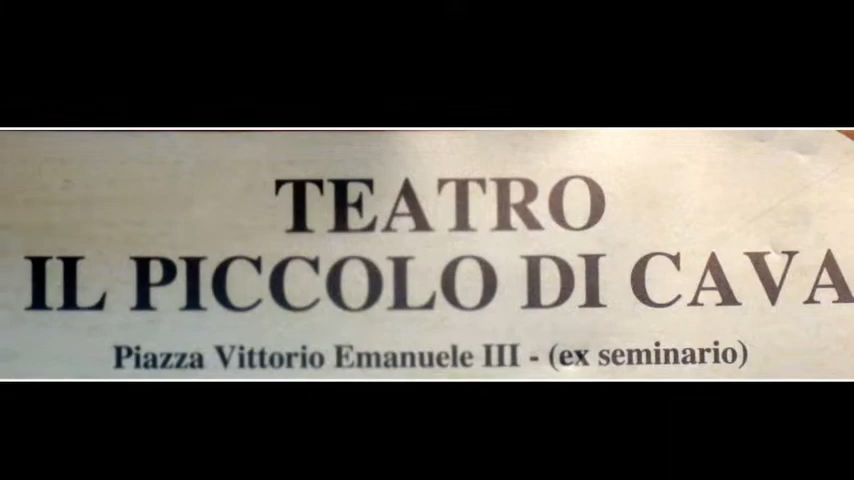 TEATRO
IL PICCOLO DI CAVA
Piazza Vittorio Emanuele III - (ex seminario)